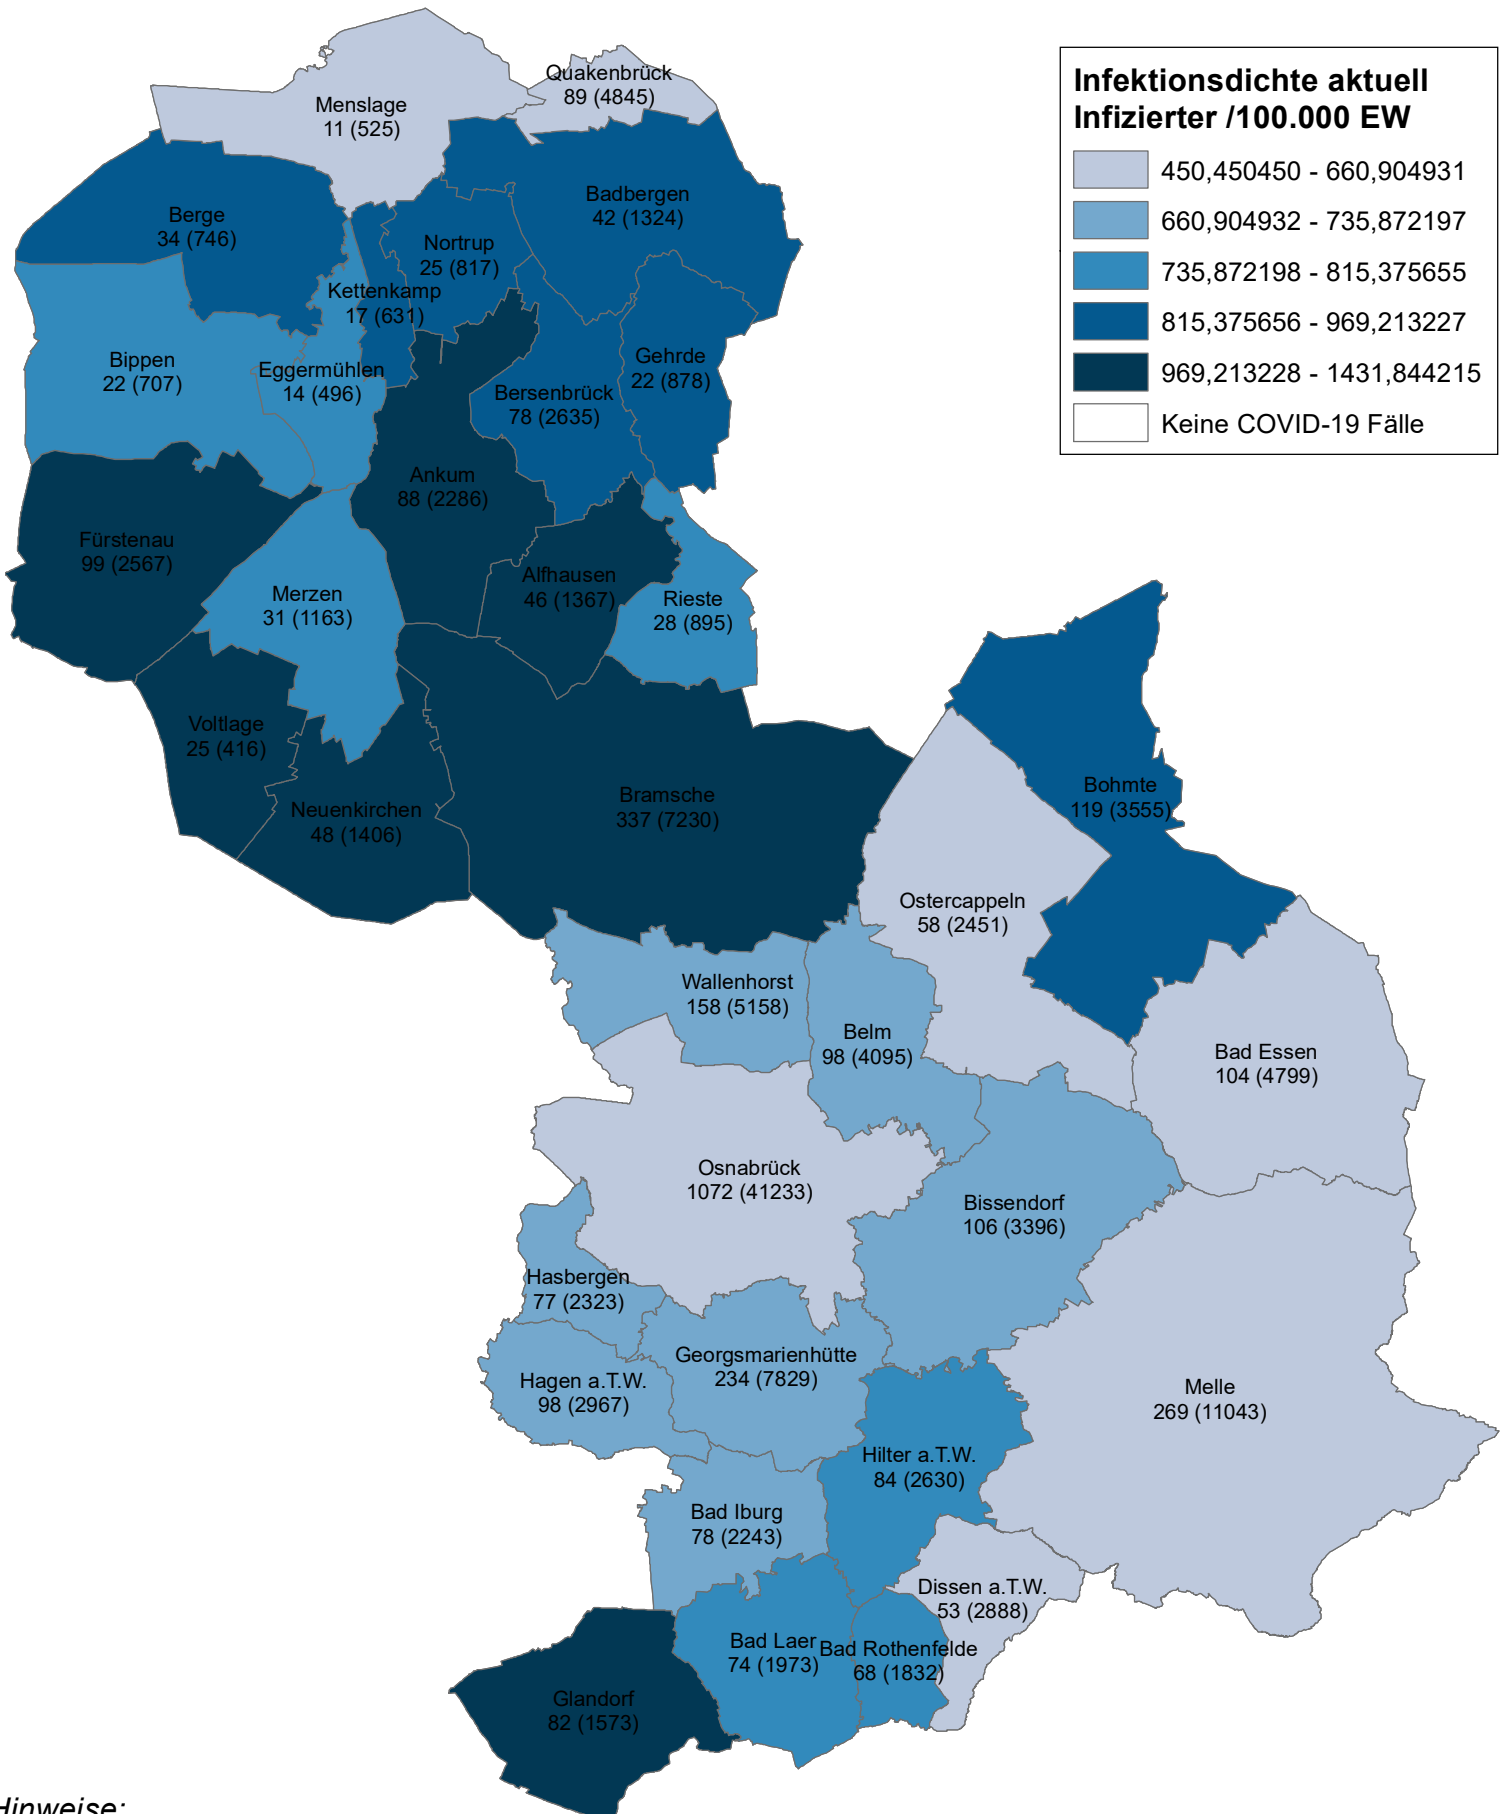 Infektionsdichte aktuell
Infizierter /100.000 EW
450,450450 - 660,904931
660,904932 - 735,872197
735,872198 - 815,375655
815,375656 - 969,213227
969,213228 - 1431,844215
Keine COVID-19 Fälle
Quakenbrück
89 (4845)
Menslage
11 (525)
Badbergen
42 (1324)
Berge
34 (746)
Nortrup
25 (817)
Kettenkamp
17 (631)
Bippen
22 (707)
Eggermühlen
14 (496)
Gehrde
22 (878)
Bersenbrück
78 (2635)
Ankum
88 (2286)
Fürstenau
99 (2567)
Alfhausen
46 (1367)
Merzen
31 (1163)
Rieste
28 (895)
Voltlage
25 (416)
Neuenkirchen
48 (1406)
Bramsche
337 (7230)
Bohmte
119 (3555)
Ostercappeln
58 (2451)
Wallenhorst
158 (5158)
Belm
98 (4095)
Bad Essen
104 (4799)
Osnabrück
1072 (41233)
Bissendorf
106 (3396)
Hasbergen
77 (2323)
Georgsmarienhütte
234 (7829)
Hagen a.T.W.
98 (2967)
Melle
269 (11043)
Hilter a.T.W.
84 (2630)
Bad Iburg
78 (2243)
Dissen a.T.W.
53 (2888)
Bad Laer
74 (1973)
Bad Rothenfelde
68 (1832)
Glandorf
82 (1573)
Hinweise: